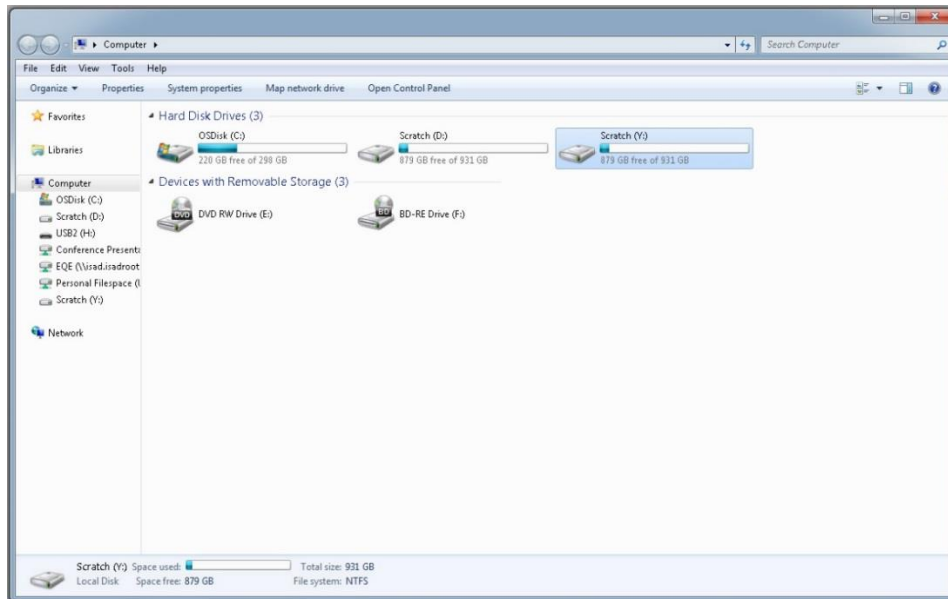 Computer
Search Computer
File Edit View Tools Help
Organize Properties System properties Map network drive Open Control Panel
Favorites
Libraries
Computer
OSDisk (C:)
Scratch (D:)
USB2 (H:)
Conference Presenta
EQE (\\isad.isadroot
Personal Filespace (
Scratch (Y:)
Network
Hard Disk Drives (3)
OSDisk (C:)
220 GB free of 298 GB
Scratch (D:)
879 GB free of 931 GB
Scratch (Y:)
879 GB free of 931 GB
Devices with Removable Storage (3)
DVD RW Drive (E:)
DVD
BD-RE Drive (F:)
BD
Scratch (Y:) Space used: Total size: 931 GB
Local Disk Space free: 879 GB File system: NTFS